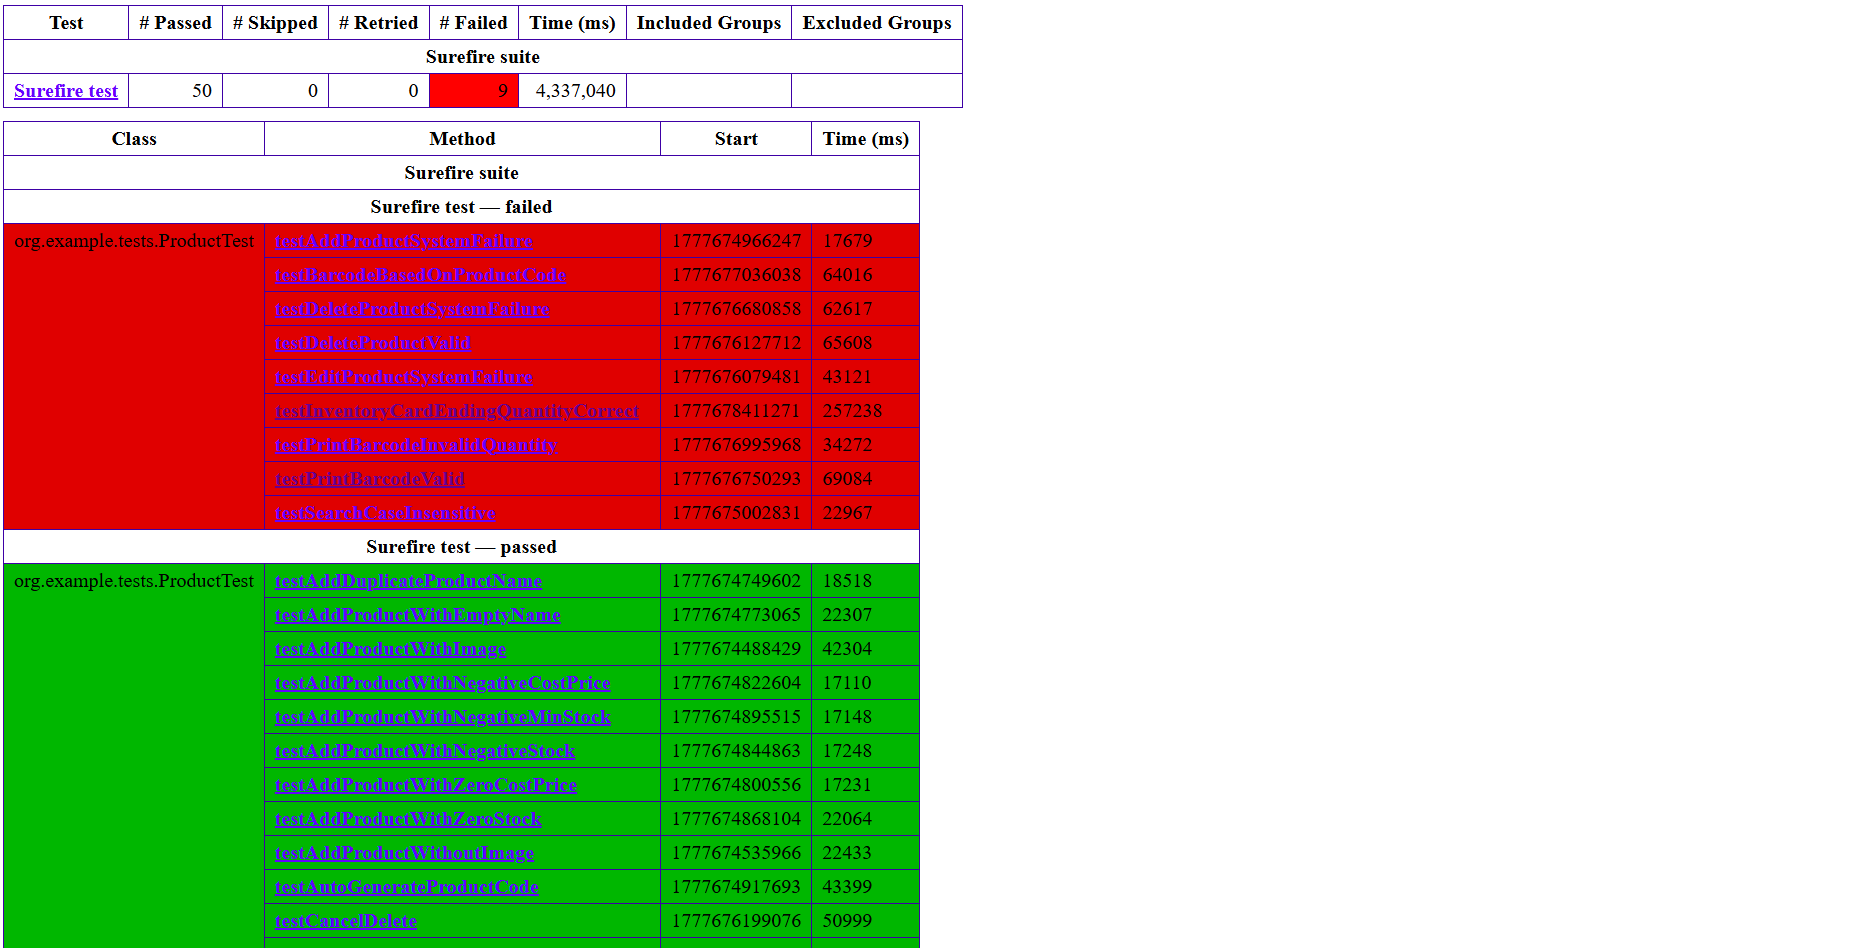 Test # Passed # Skipped # Retried # Failed Time (ms) Included Groups Excluded Groups
Surefire suite
Surefire test 50 0 0 9 4,337,040
Class Method Start Time (ms)
Surefire suite
Surefire test — failed
org.example.tests.ProductTest testAddProductSystemFailure 1777674966247 17679
testBarcodeBasedOnProductCode 1777677036038 64016
testDeleteProductSystemFailure 1777676680858 62617
testDeleteProductValid 1777676127712 65608
testEditProductSystemFailure 1777676079481 43121
testInventoryCardEndingQuantityCorrect 1777678411271 257238
testPrintBarcodeInvalidQuantity 1777676995968 34272
testPrintBarcodeValid 1777676750293 69084
testSearchCaseInsensitive 1777675002831 22967
Surefire test — passed
org.example.tests.ProductTest testAddDuplicateProductName 1777674749602 18518
testAddProductWithEmptyName 1777674773065 22307
testAddProductWithImage 1777674488429 42304
testAddProductWithNegativeCostPrice 1777674822604 17110
testAddProductWithNegativeMinStock 1777674895515 17148
testAddProductWithNegativeStock 1777674844863 17248
testAddProductWithZeroCostPrice 1777674800556 17231
testAddProductWithZeroStock 1777674868104 22064
testAddProductWithoutImage 1777674535966 22433
testAutoGenerateProductCode 1777674917693 43399
testCancelDelete 1777676199076 50999